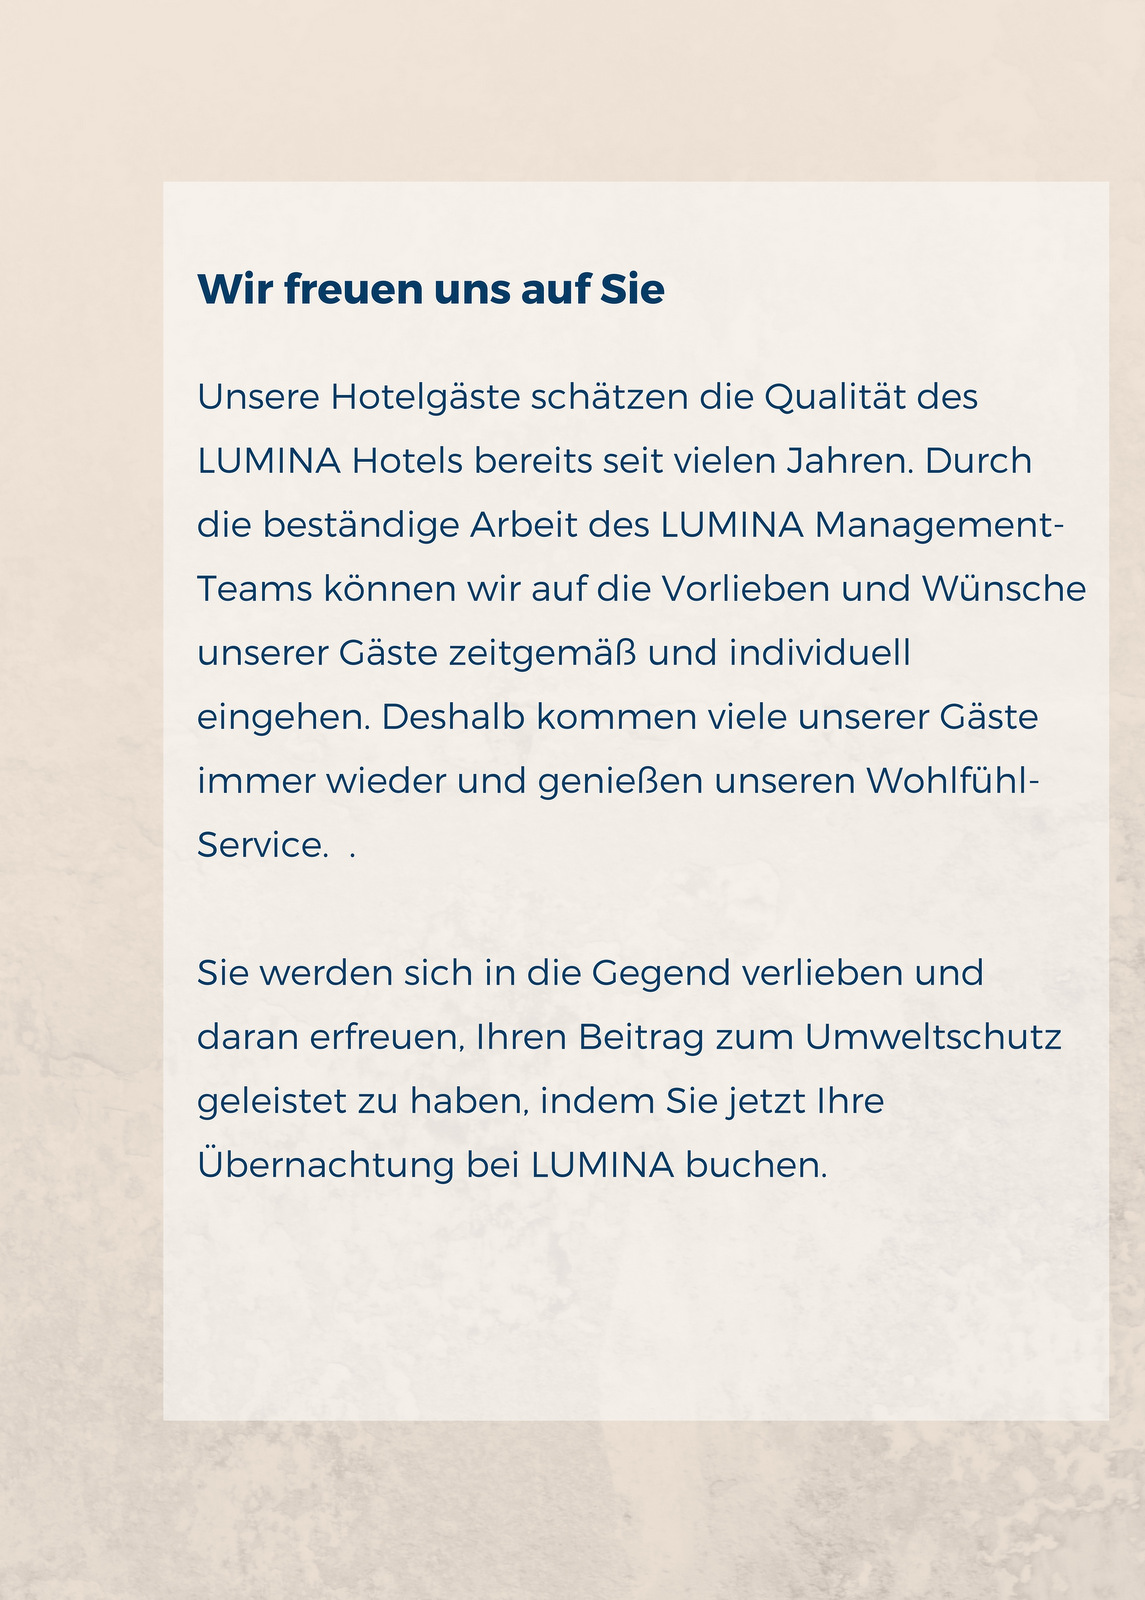 Wir freuen uns auf Sie
Unsere Hotelgäste schätzen die Qualität des
LUMINA Hotels bereits seit vielen Jahren. Durch
die beständige Arbeit des LUMINA Management-
Teams können wir auf die Vorlieben und Wünsche
unserer Gäste zeitgemäß und individuell
eingehen. Deshalb kommen viele unserer Gäste
immer wieder und genießen unseren Wohlfühl-
Service.  .
Sie werden sich in die Gegend verlieben und
daran erfreuen, Ihren Beitrag zum Umweltschutz
geleistet zu haben, indem Sie jetzt Ihre
Übernachtung bei LUMINA buchen.